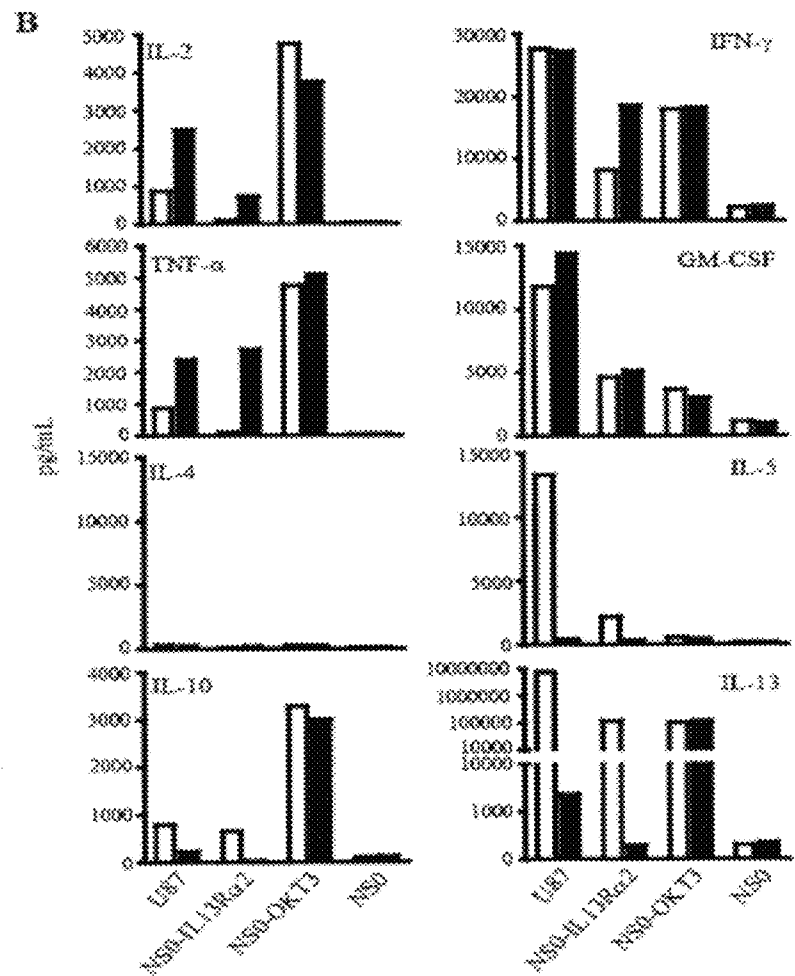 B
IL-2
5000
4000
3000
2000
1000
0
IFN-γ
30000
20000
10000
0
TNF-α
6000
5000
4000
3000
2000
1000
0
GM-CSF
15000
10000
5000
0
pg/mL
IL-4
15000
10000
5000
0
IL-5
15000
10000
5000
0
IL-10
4000
3000
2000
1000
0
IL-13
10000000
1000000
100000
10000
10000
1000
0
U87
NS0-IL13Rα2
NS0-OKT3
NS0
U87
NS0-IL13Rα2
NS0-OKT3
NS0